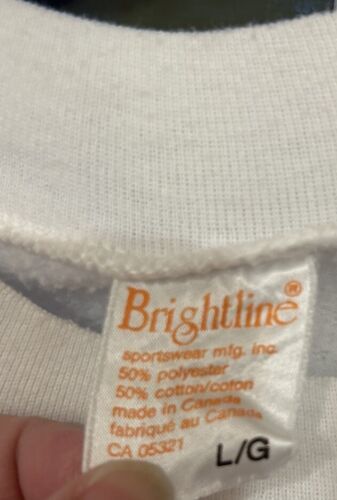 Brightline®
sportswear mfg. inc.
50% polyester
50% cotton/coton
made in Canada
fabriqué au Canada
CA 05321
L/G